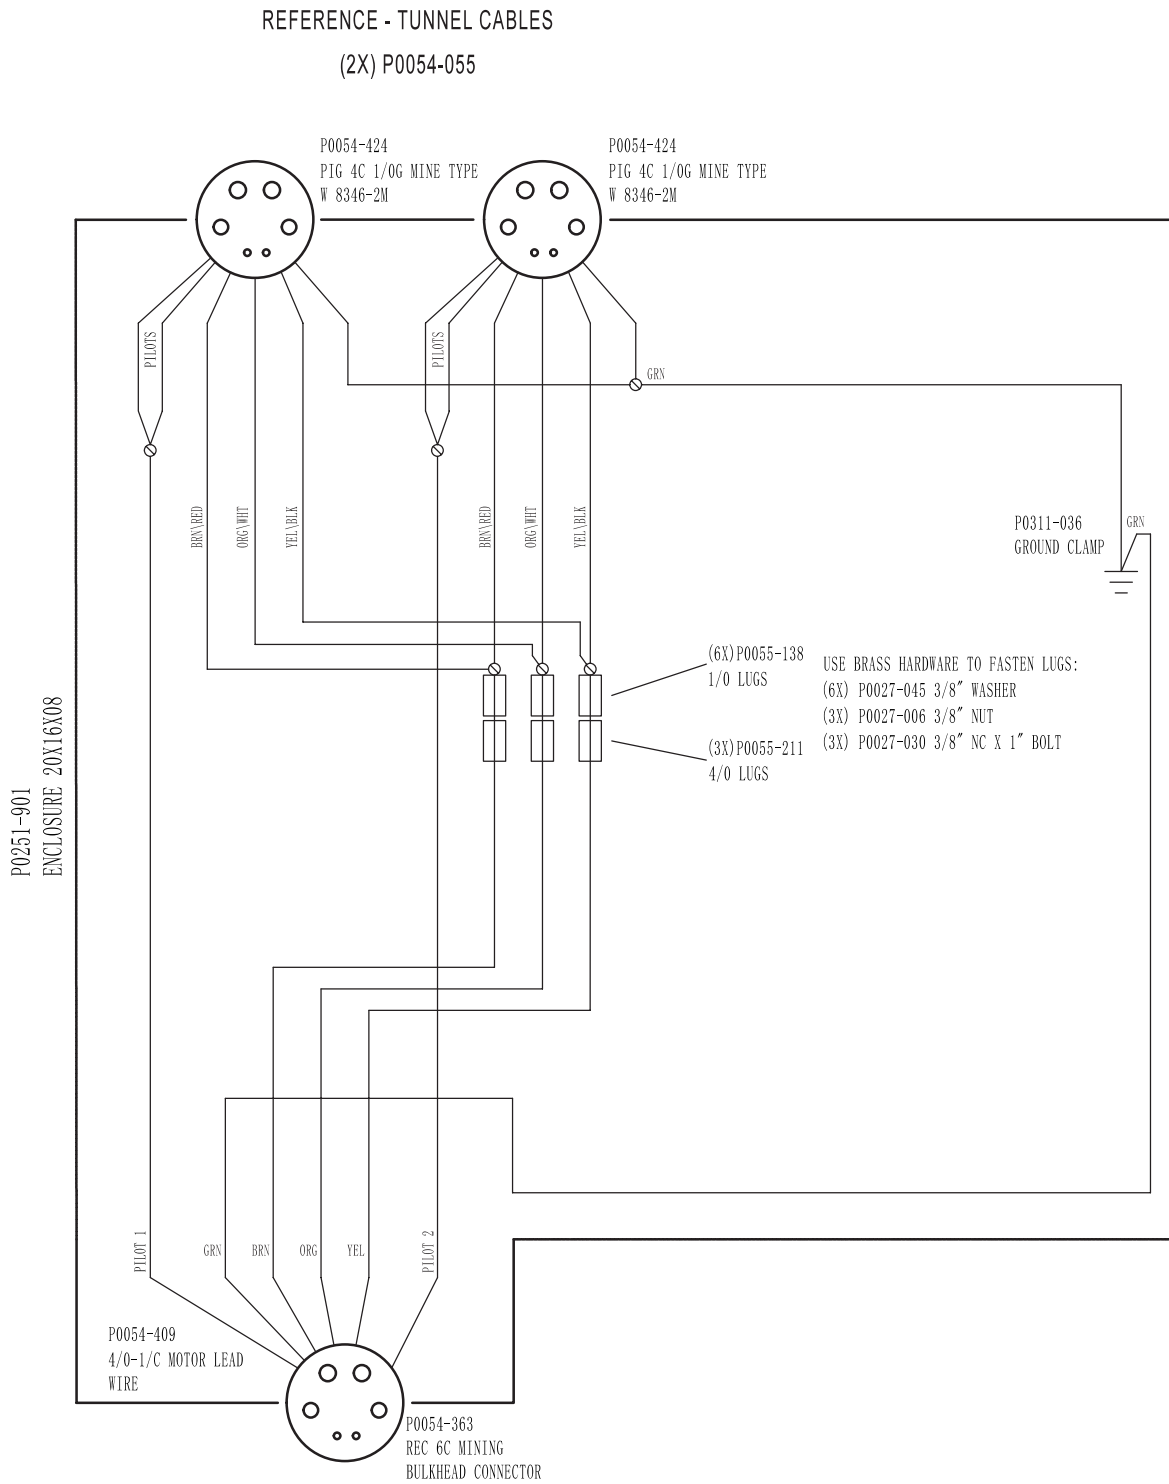 REFERENCE - TUNNEL CABLES
(2X) P0054-055
P0054-424
PIG 4C 1/0G MINE TYPE
W 8346-2M
P0054-424
PIG 4C 1/0G MINE TYPE
W 8346-2M
PILOTS
PILOTS
GRN
BRN\RED
ORG\WHT
YEL\BLK
BRN\RED
ORG\WHT
YEL\BLK
P0311-036
GROUND CLAMP
GRN
(6X)P0055-138
1/0 LUGS
USE BRASS HARDWARE TO FASTEN LUGS:
(6X) P0027-045 3/8" WASHER
(3X) P0027-006 3/8" NUT
(3X) P0027-030 3/8" NC X 1" BOLT
(3X)P0055-211
4/0 LUGS
P0251-901
ENCLOSURE 20X16X08
PILOT 1
GRN
BRN
ORG
YEL
PILOT 2
P0054-409
4/0-1/C MOTOR LEAD
WIRE
P0054-363
REC 6C MINING
BULKHEAD CONNECTOR